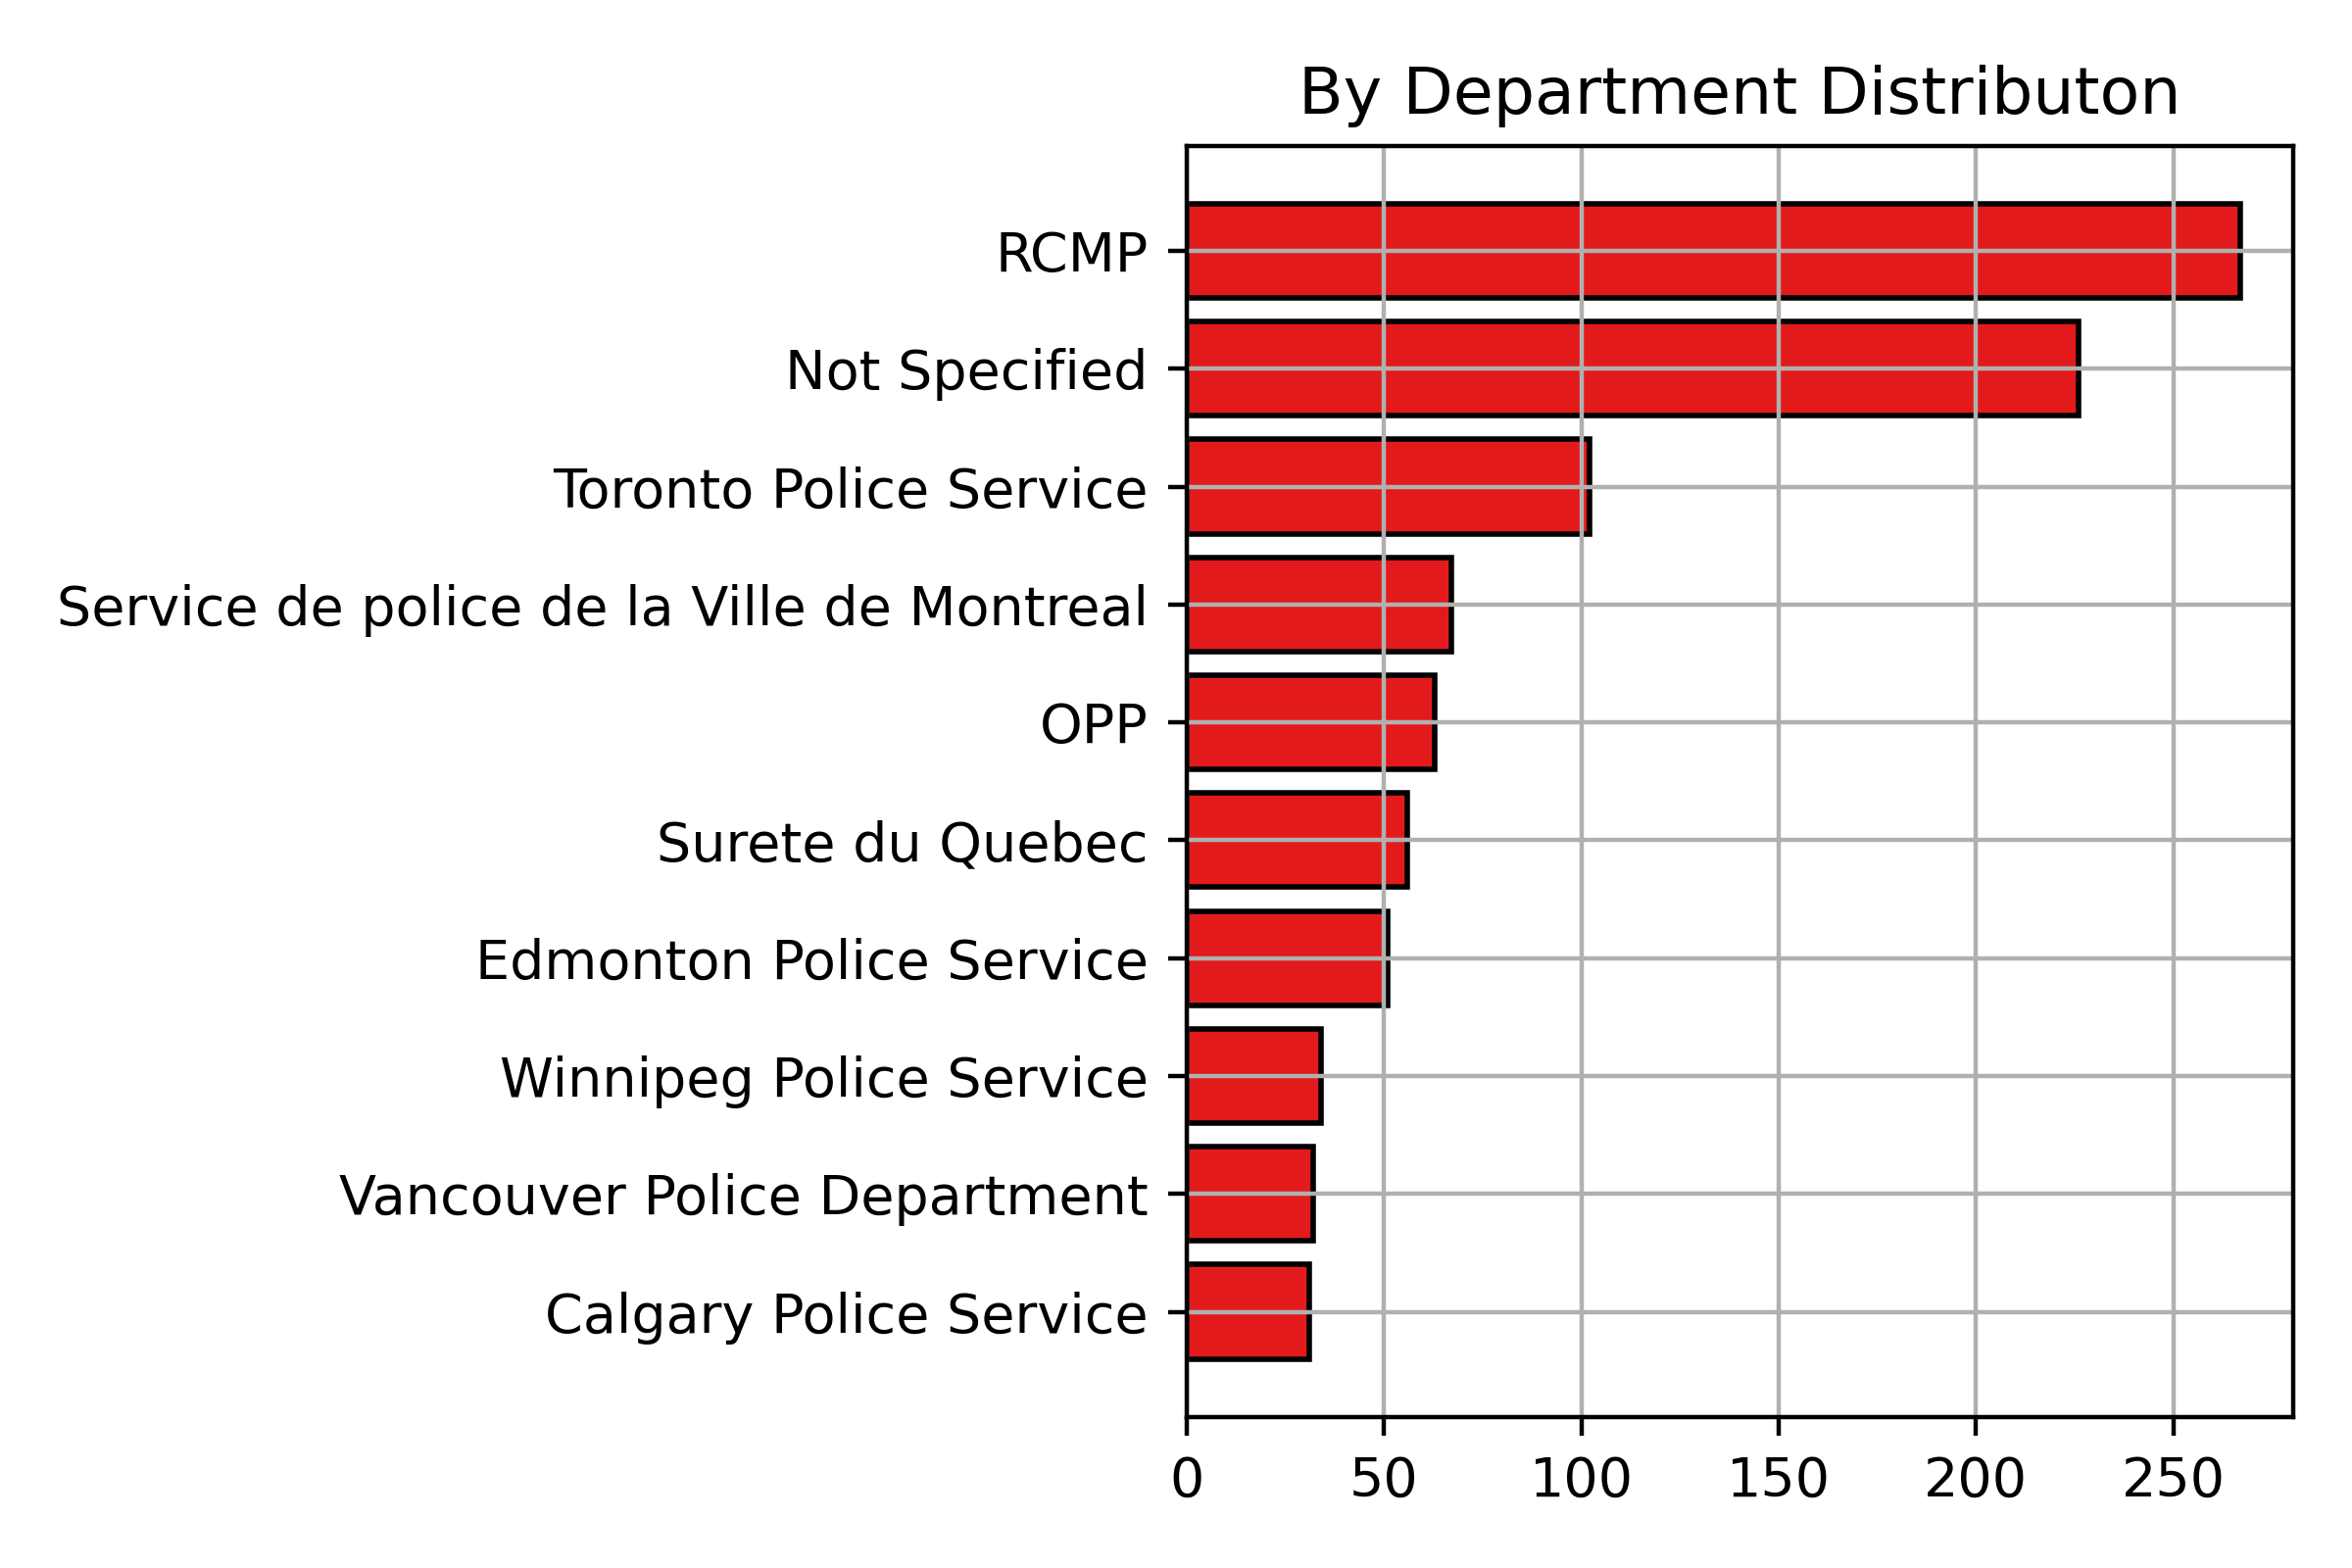 By Department Distributon
RCMP
Not Specified
Toronto Police Service
Service de police de la Ville de Montreal
OPP
Surete du Quebec
Edmonton Police Service
Winnipeg Police Service
Vancouver Police Department
Calgary Police Service
0 50 100 150 200 250